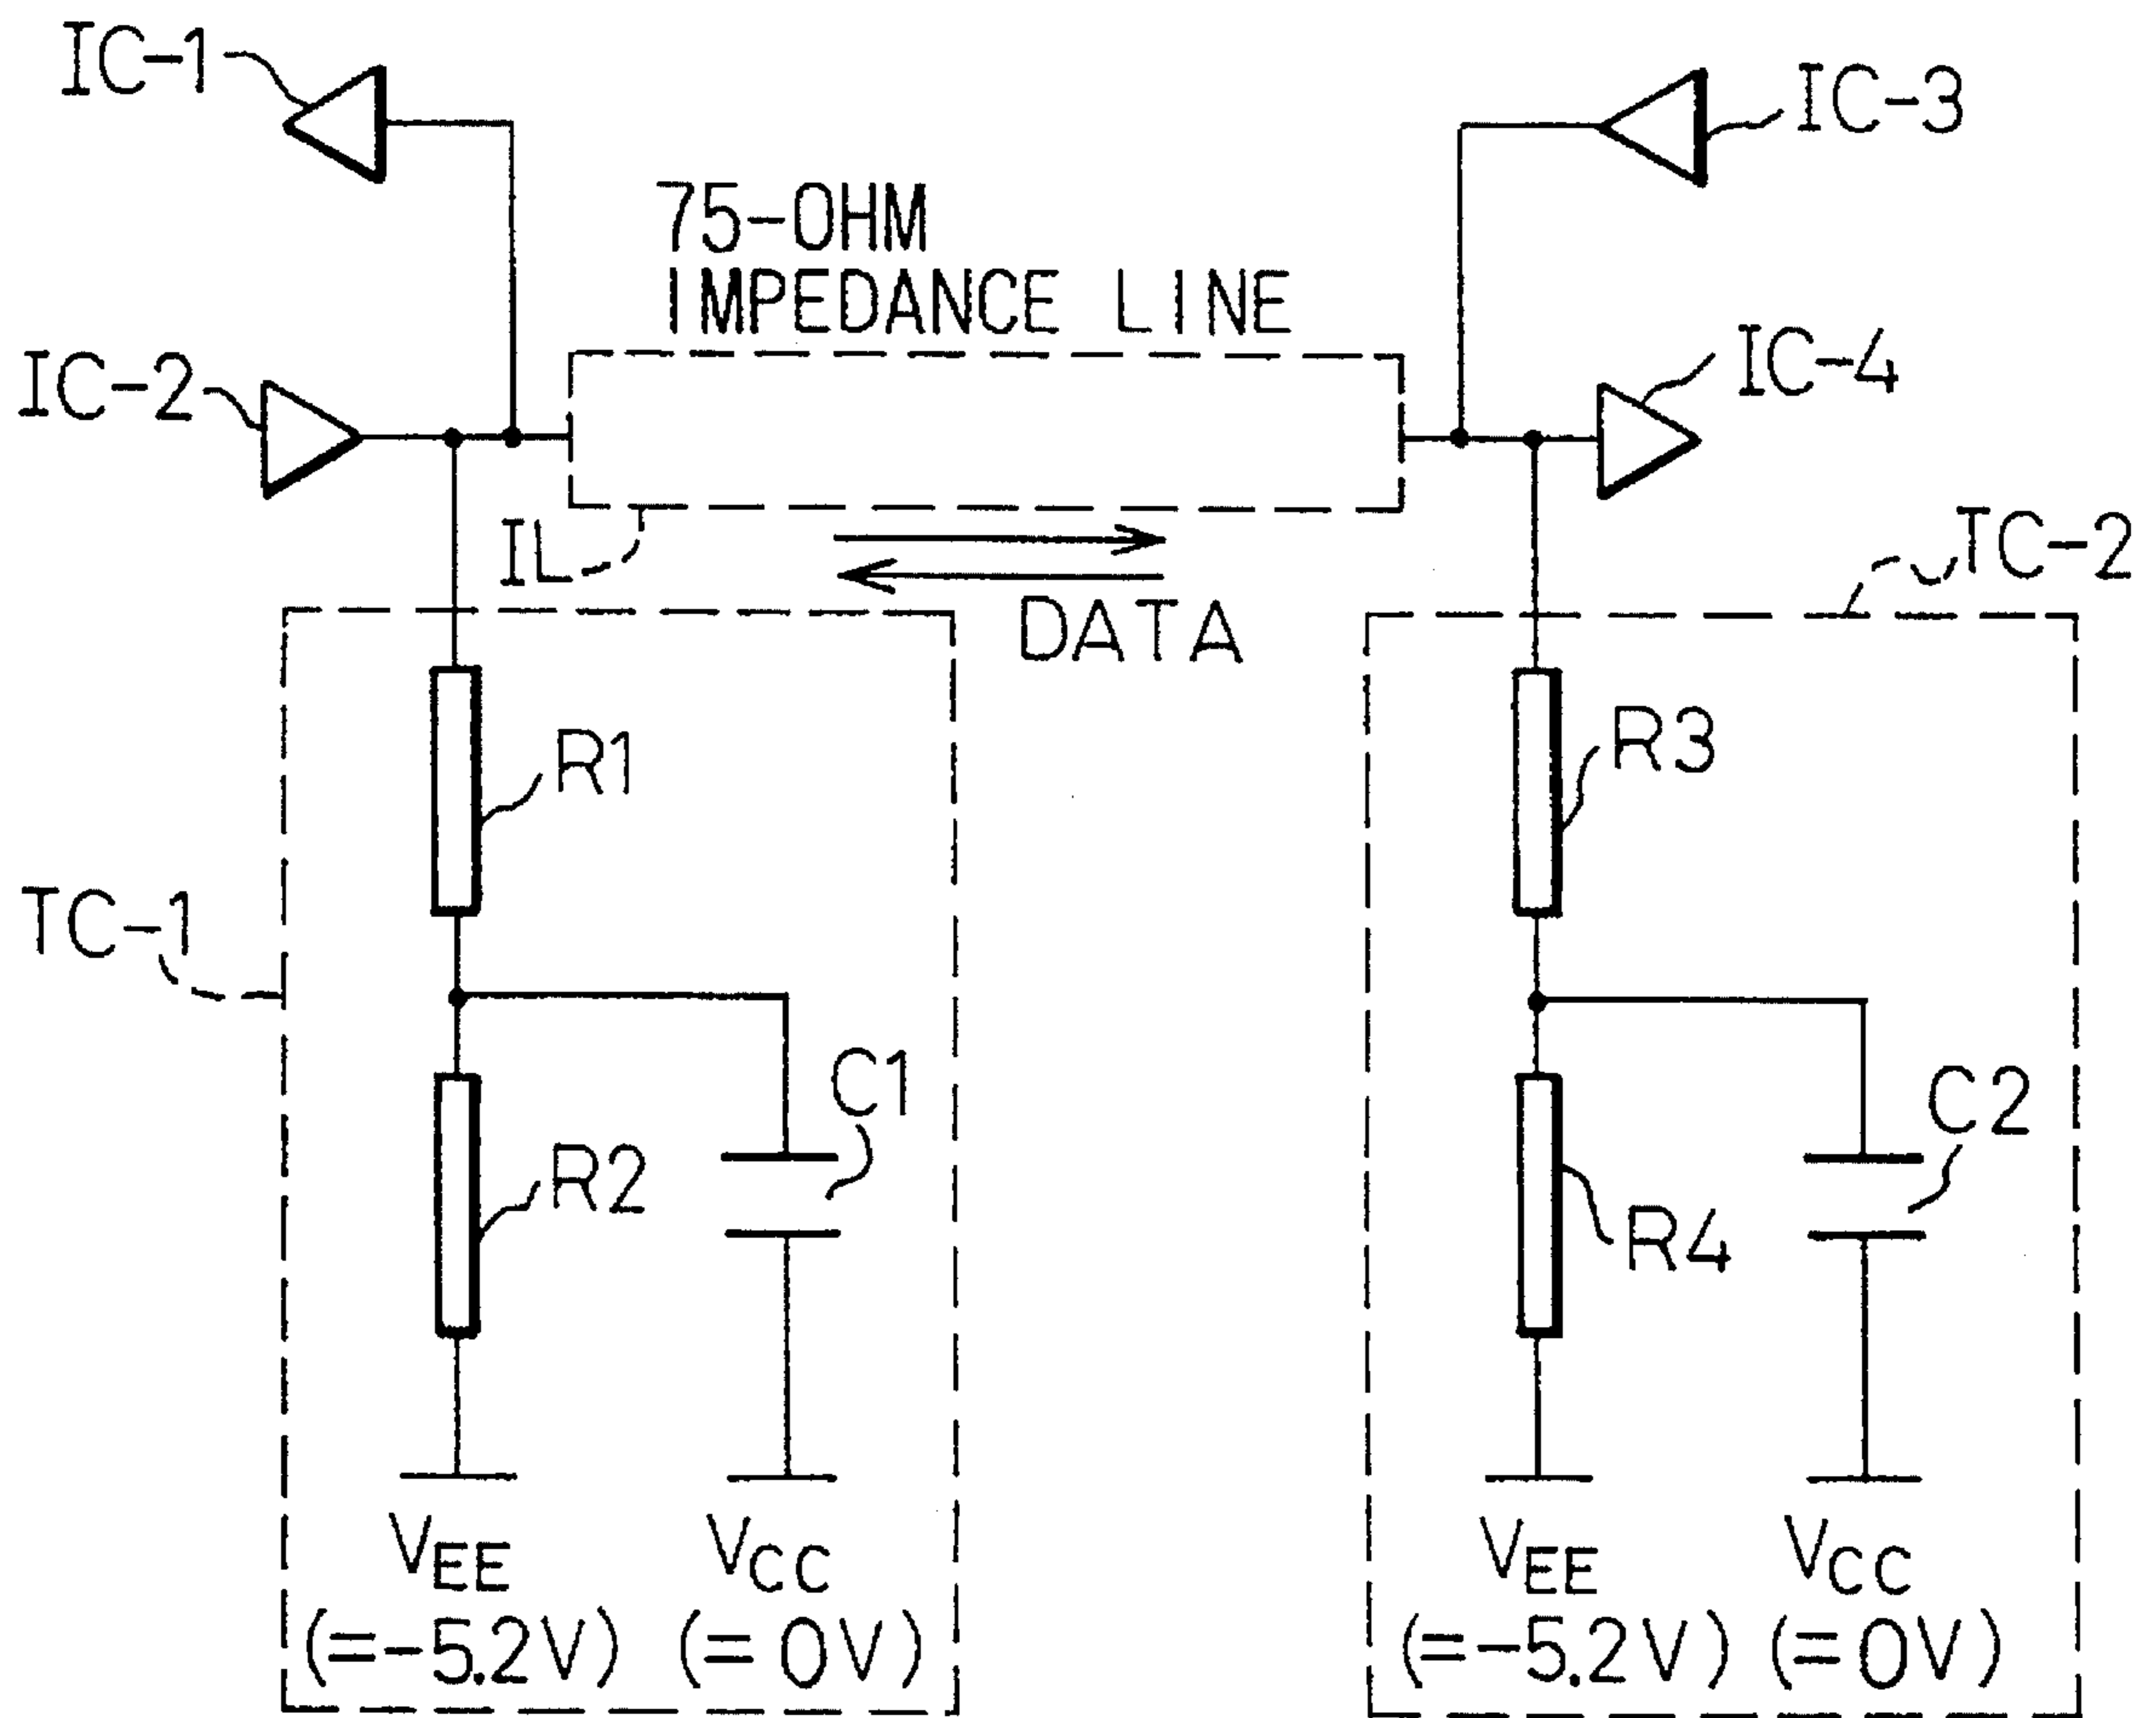 IC-1
IC-3
75-OHM
IMPEDANCE LINE
IC-2
IC-4
IL
TC-2
DATA
R1
R3
TC-1
C1
C2
R2
R4
VEE
VCC
VEE
VCC
(=-5.2V)
(=0V)
(=-5.2V)
(=0V)